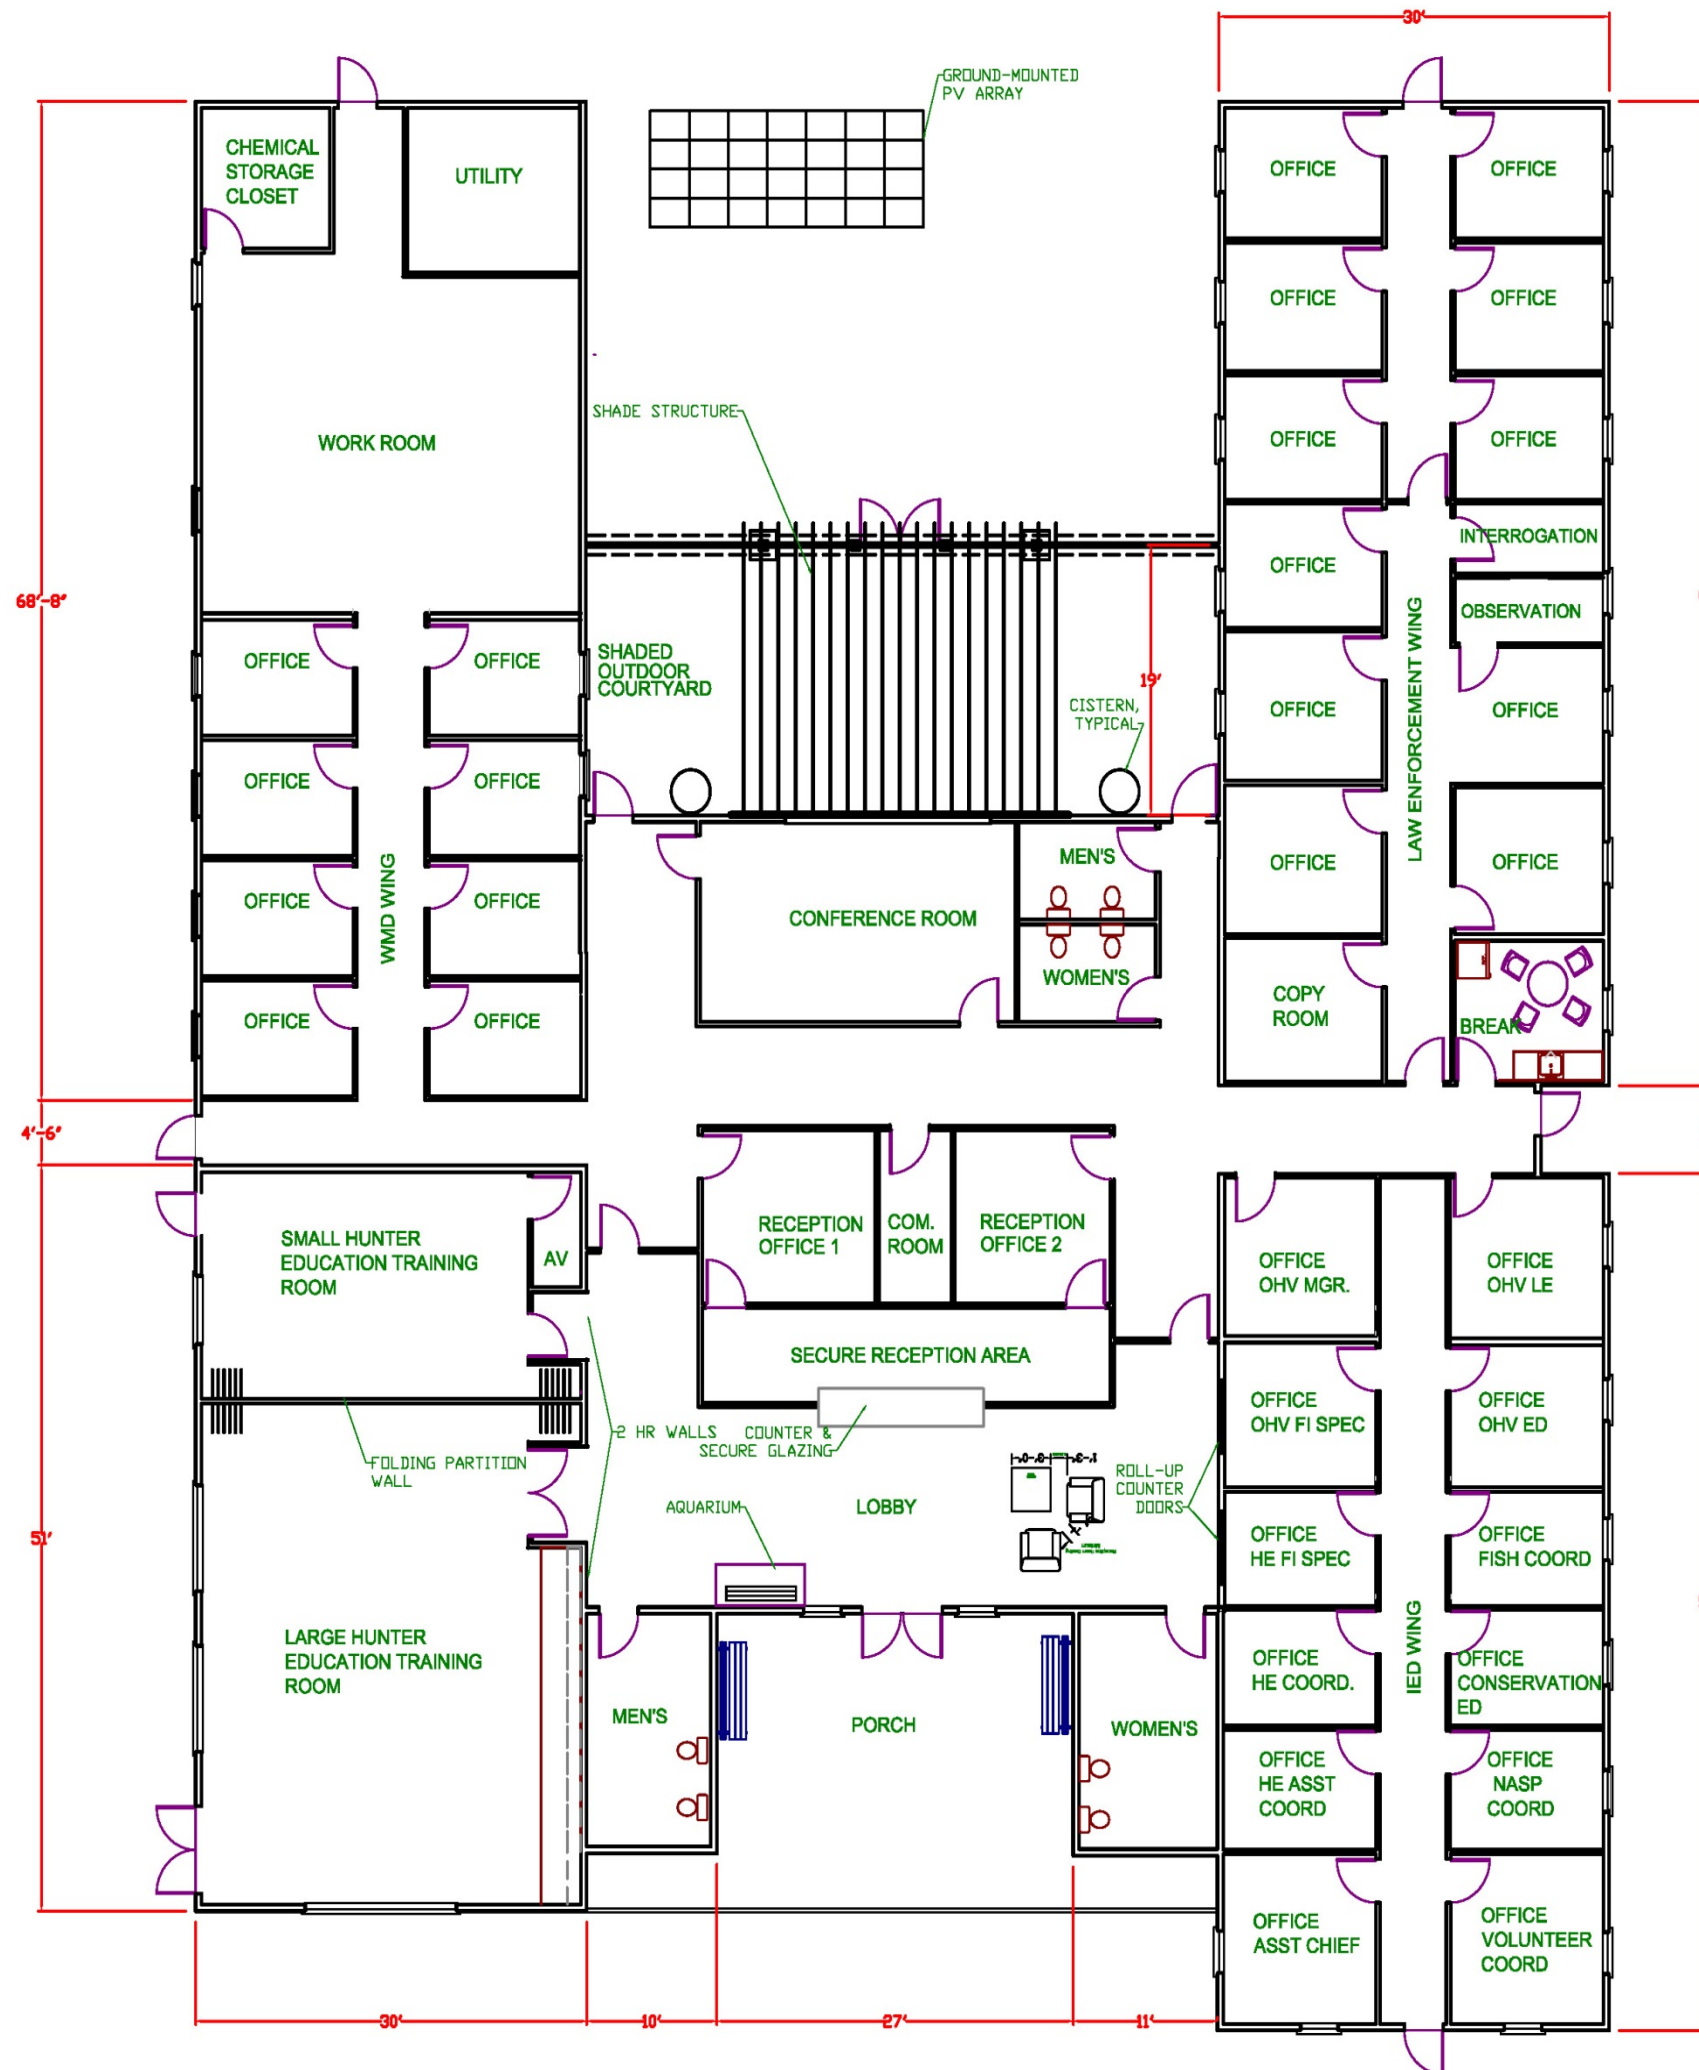 30'
GROUND-MOUNTED
PV ARRAY
CHEMICAL
STORAGE
CLOSET
UTILITY
OFFICE
OFFICE
OFFICE
OFFICE
SHADE STRUCTURE
WORK ROOM
OFFICE
OFFICE
INTERROGATION
OFFICE
68'-8"
OBSERVATION
OFFICE
OFFICE
SHADED
OUTDOOR
COURTYARD
19'
CISTERN,
TYPICAL
OFFICE
OFFICE
LAW ENFORCEMENT WING
OFFICE
OFFICE
MEN'S
OFFICE
OFFICE
OFFICE
OFFICE
WMD WING
CONFERENCE ROOM
WOMEN'S
COPY
ROOM
BREAK
OFFICE
OFFICE
4'-6"
SMALL HUNTER
EDUCATION TRAINING
ROOM
AV
RECEPTION
OFFICE 1
COM.
ROOM
RECEPTION
OFFICE 2
OFFICE
OHV MGR.
OFFICE
OHV LE
SECURE RECEPTION AREA
OFFICE
OHV FI SPEC
OFFICE
OHV ED
2 HR WALLS
COUNTER &
SECURE GLAZING
FOLDING PARTITION
WALL
ROLL-UP
COUNTER
DOORS
AQUARIUM
LOBBY
51'
OFFICE
HE FI SPEC
OFFICE
FISH COORD
LARGE HUNTER
EDUCATION TRAINING
ROOM
OFFICE
HE COORD.
IED WING
OFFICE
CONSERVATION
ED
MEN'S
PORCH
WOMEN'S
OFFICE
HE ASST
COORD
OFFICE
NASP
COORD
OFFICE
ASST CHIEF
OFFICE
VOLUNTEER
COORD
30'
10'
27'
11'